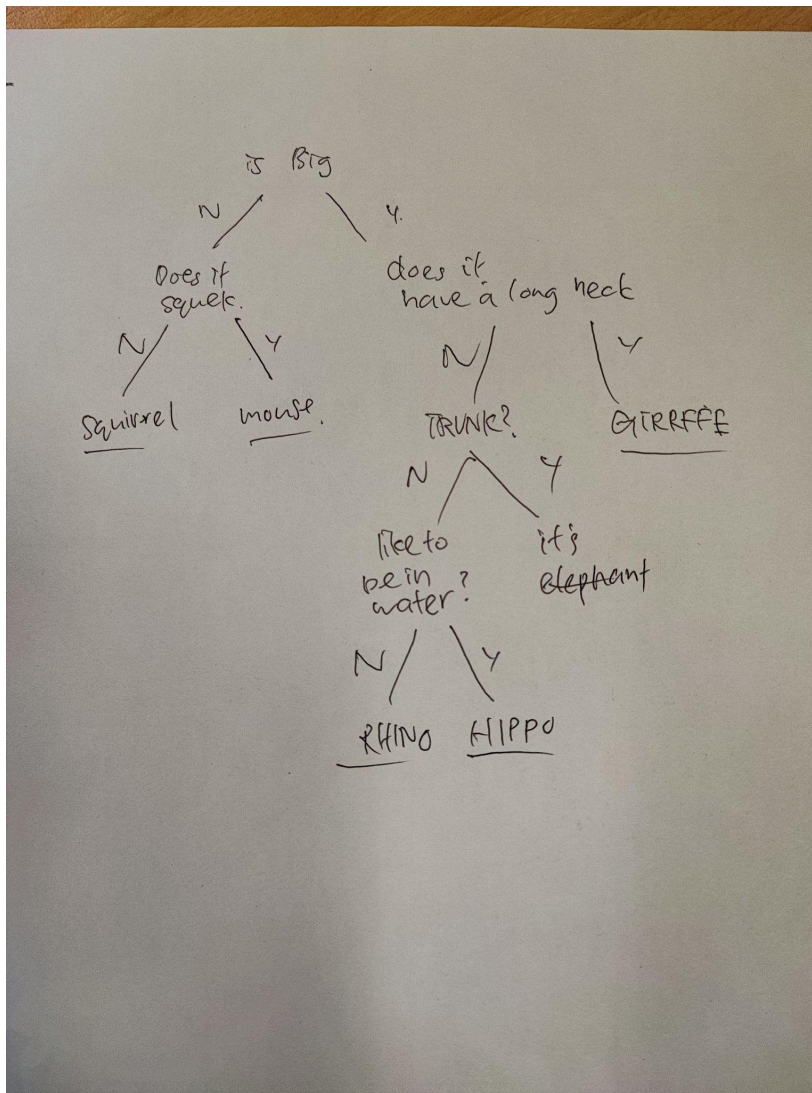 is Big
N Y.
Does it
squek.
does it
have a long neck
N Y
N Y
squirrel mouse.
TRUNK?
GIRRFFE
N Y
like to
be in
water?
it's
elephant
N Y
RHINO HIPPO